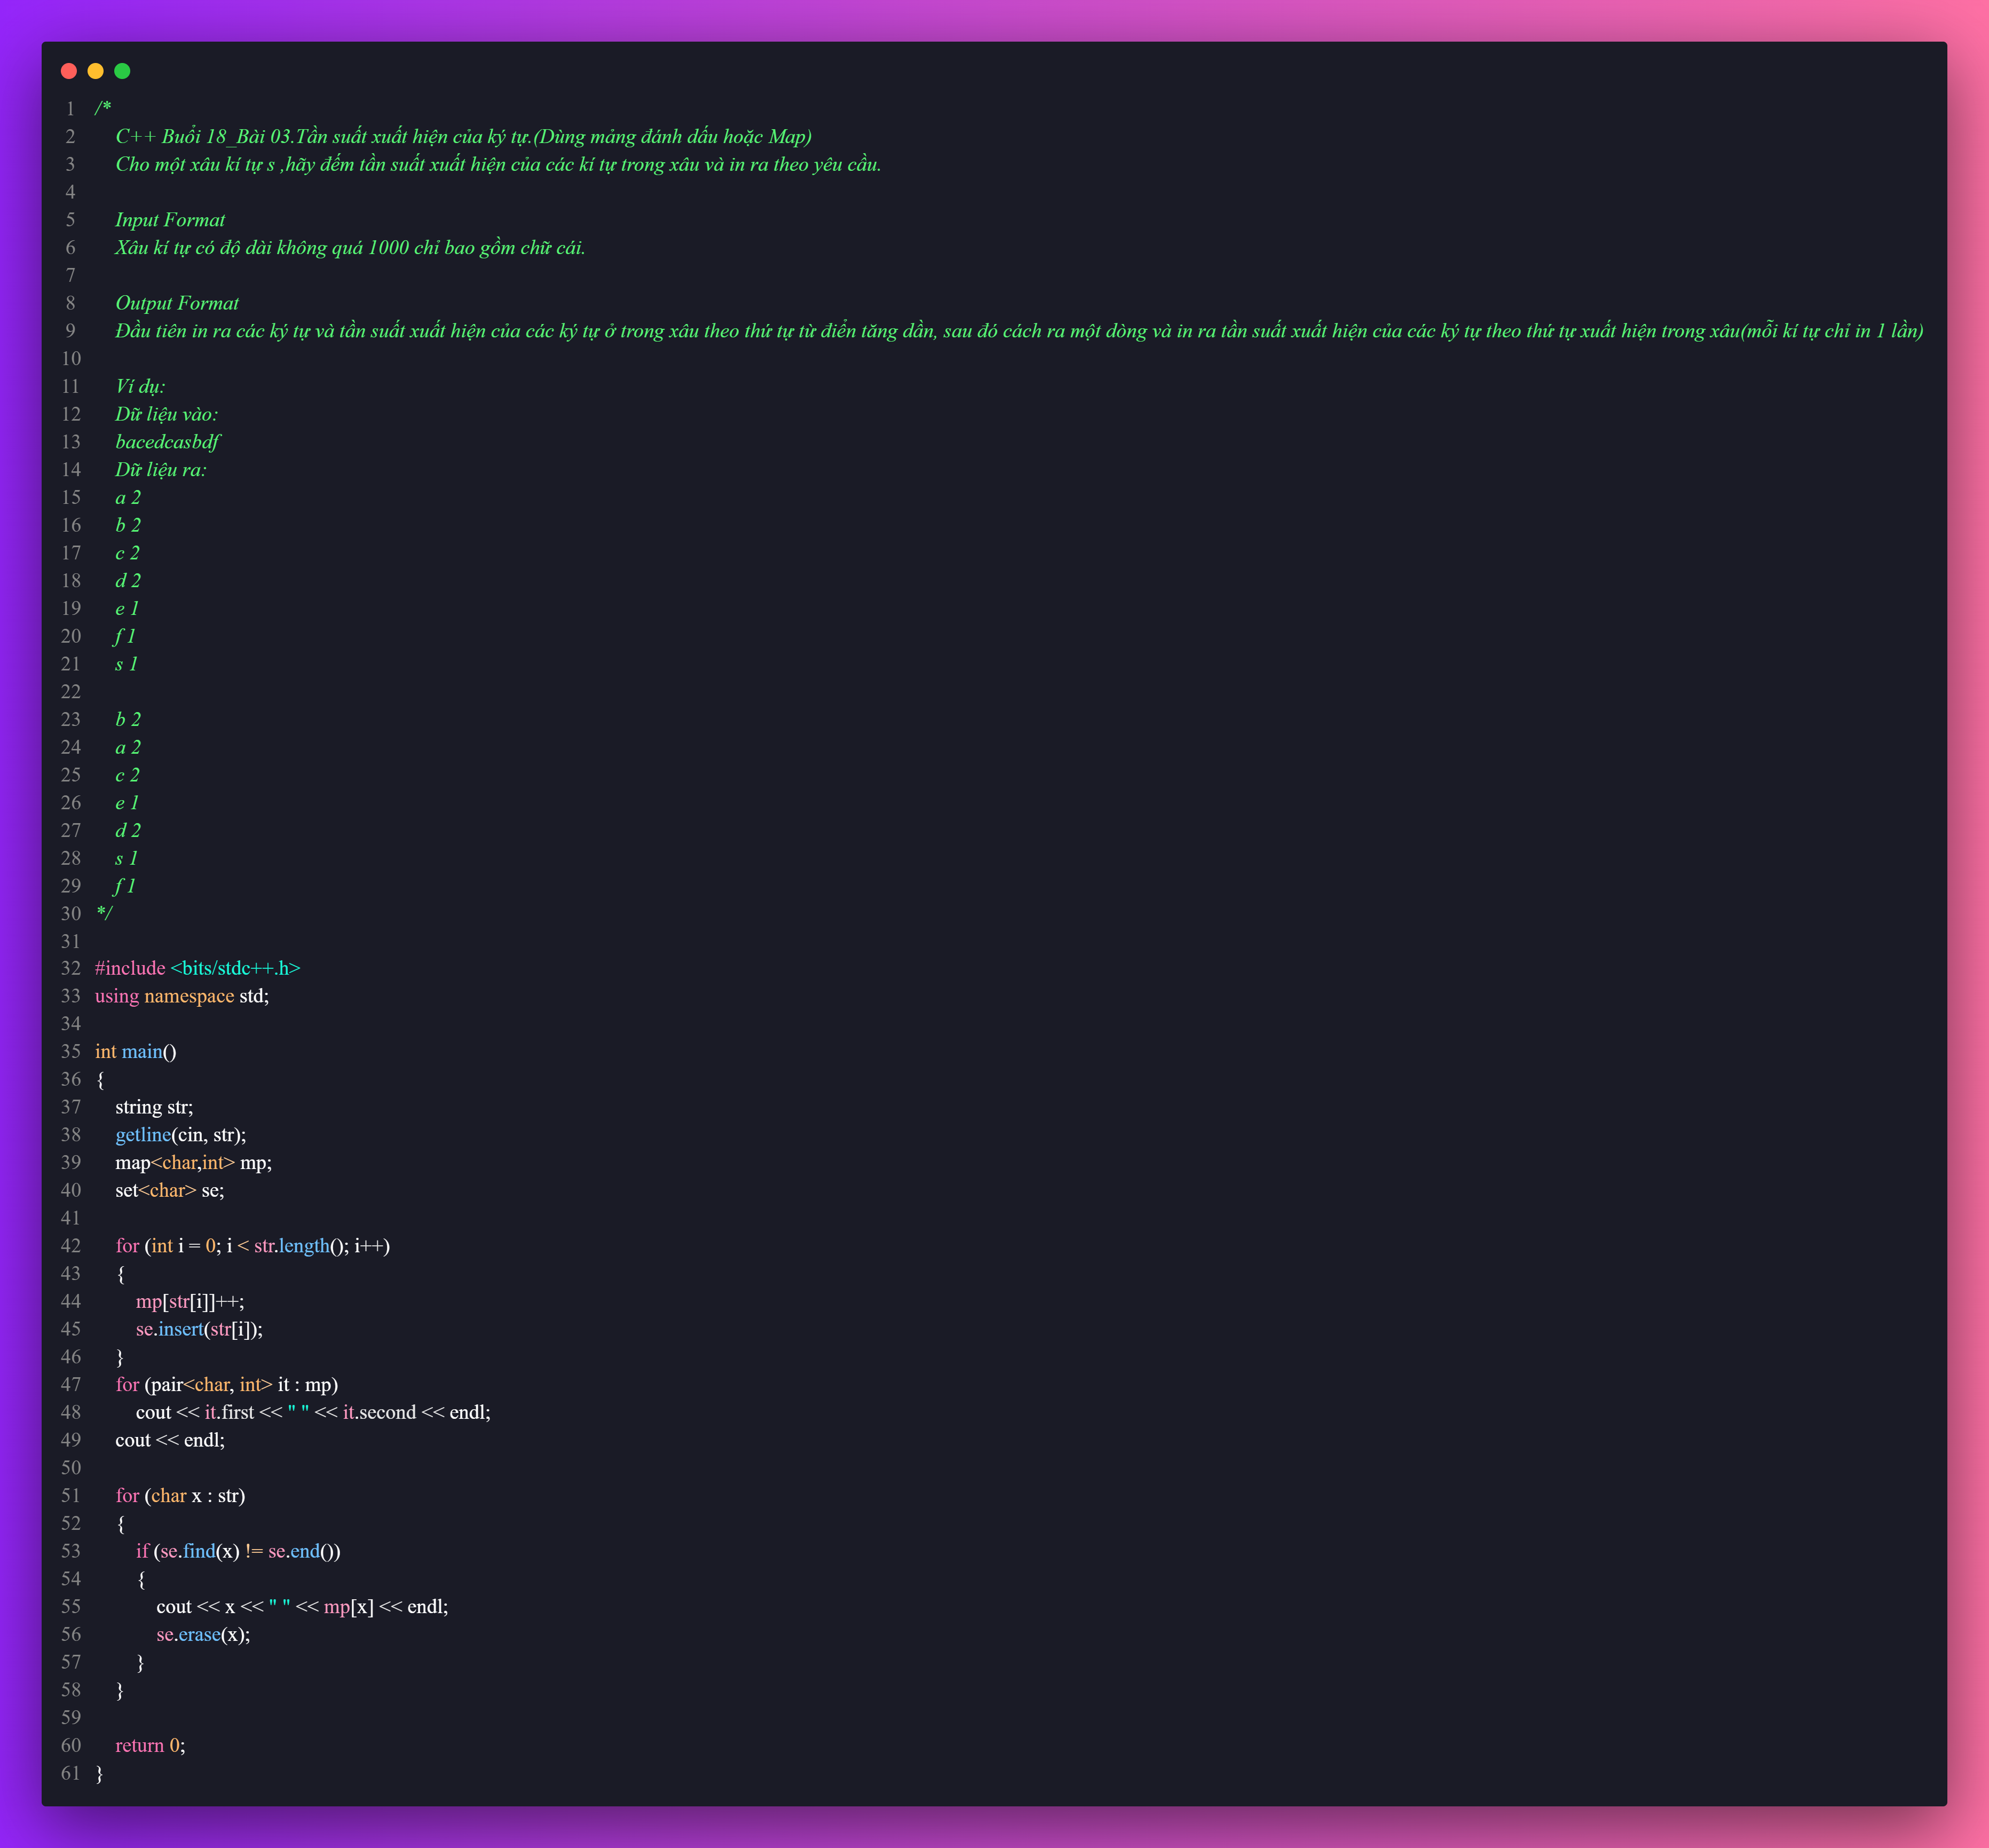 1 /*
2 C++ Buổi 18_Bài 03.Tần suất xuất hiện của ký tự.(Dùng mảng đánh dấu hoặc Map)
3 Cho một xâu kí tự s ,hãy đếm tần suất xuất hiện của các kí tự trong xâu và in ra theo yêu cầu.
4
5 Input Format
6 Xâu kí tự có độ dài không quá 1000 chỉ bao gồm chữ cái.
7
8 Output Format
9 Đầu tiên in ra các ký tự và tần suất xuất hiện của các ký tự ở trong xâu theo thứ tự từ điển tăng dần, sau đó cách ra một dòng và in ra tần suất xuất hiện của các ký tự theo thứ tự xuất hiện trong xâu(mỗi kí tự chỉ in 1 lần)
10
11 Ví dụ:
12 Dữ liệu vào:
13 bacedcasbdf
14 Dữ liệu ra:
15 a 2
16 b 2
17 c 2
18 d 2
19 e 1
20 f 1
21 s 1
22
23 b 2
24 a 2
25 c 2
26 e 1
27 d 2
28 s 1
29 f 1
30 */
31
32 #include <bits/stdc++.h>
33 using namespace std;
34
35 int main()
36 {
37 string str;
38 getline(cin, str);
39 map<char,int> mp;
40 set<char> se;
41
42 for (int i = 0; i < str.length(); i++)
43 {
44 mp[str[i]]++;
45 se.insert(str[i]);
46 }
47 for (pair<char, int> it : mp)
48 cout << it.first << " " << it.second << endl;
49 cout << endl;
50
51 for (char x : str)
52 {
53 if (se.find(x) != se.end())
54 {
55 cout << x << " " << mp[x] << endl;
56 se.erase(x);
57 }
58 }
59
60 return 0;
61 }